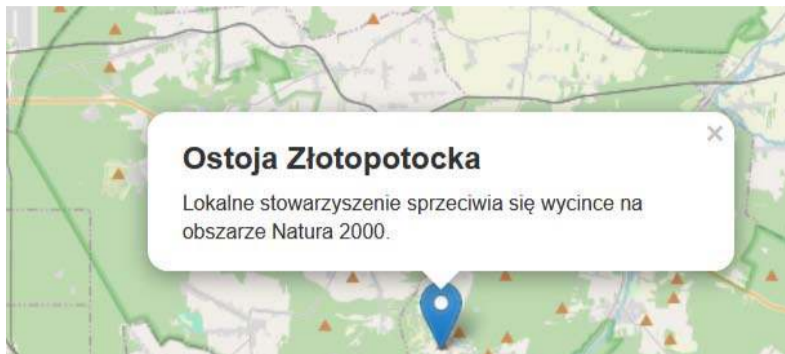 Ostoja Złotopotocka
Lokalne stowarzyszenie sprzeciwia się wycince na
obszarze Natura 2000.